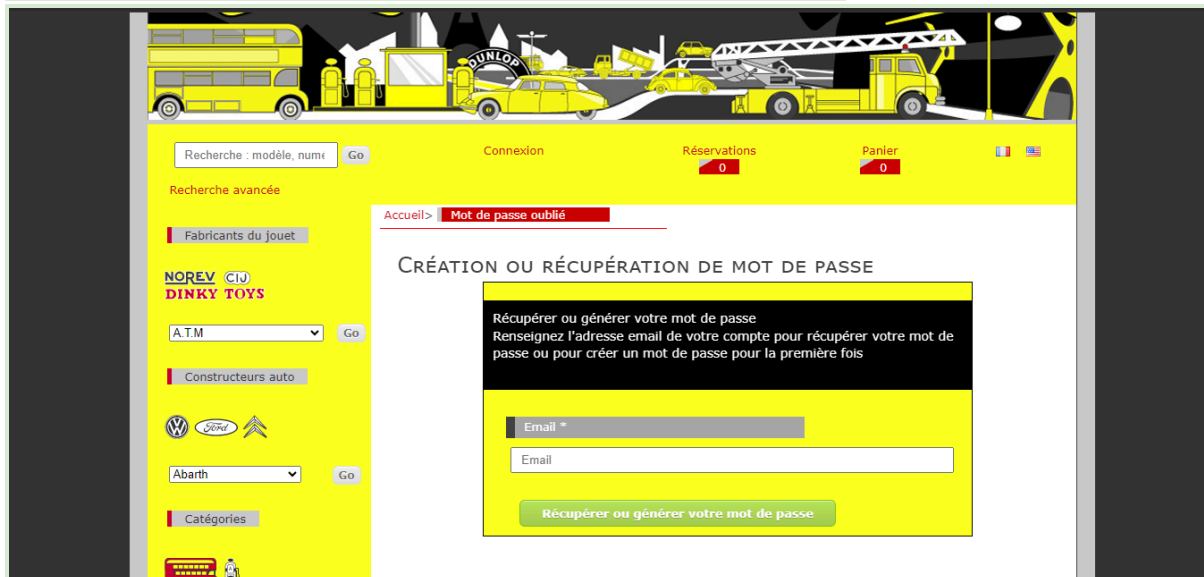 DUNLOP
Recherche : modèle, numé
Go
Connexion
Réservations
0
Panier
0
Recherche avancée
Accueil> Mot de passe oublié
Fabricants du jouet
NOREV CIJ
DINKY TOYS
A.T.M
Go
Constructeurs auto
VW Ford
Abarth
Go
Catégories
Création ou récupération de mot de passe
Récupérer ou générer votre mot de passe
Renseignez l'adresse email de votre compte pour récupérer votre mot de
passe ou pour créer un mot de passe pour la première fois
Email *
Email
Récupérer ou générer votre mot de passe